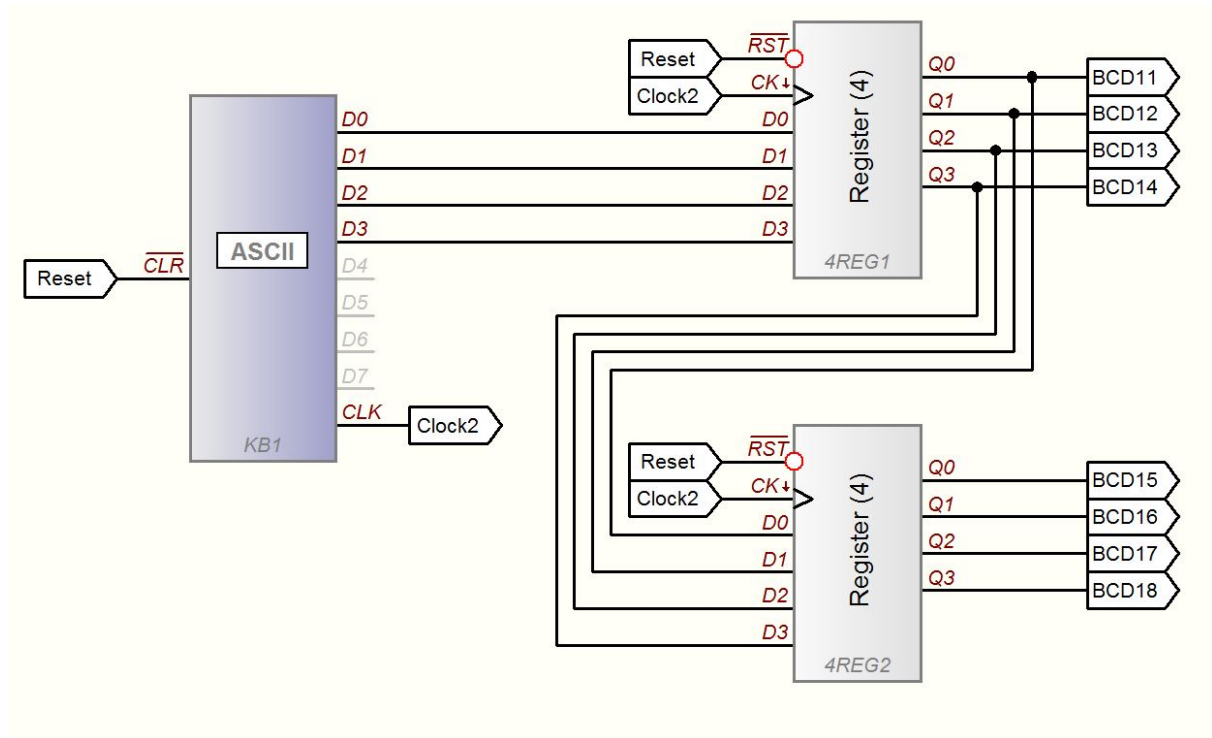 Reset
CLR
ASCII
KB1
D0
D1
D2
D3
D4
D5
D6
D7
CLK
Clock2
Reset
Clock2
RST
CK↓
D0
D1
D2
D3
Register (4)
4REG1
Q0
Q1
Q2
Q3
BCD11
BCD12
BCD13
BCD14
Reset
Clock2
RST
CK↓
D0
D1
D2
D3
Register (4)
4REG2
Q0
Q1
Q2
Q3
BCD15
BCD16
BCD17
BCD18